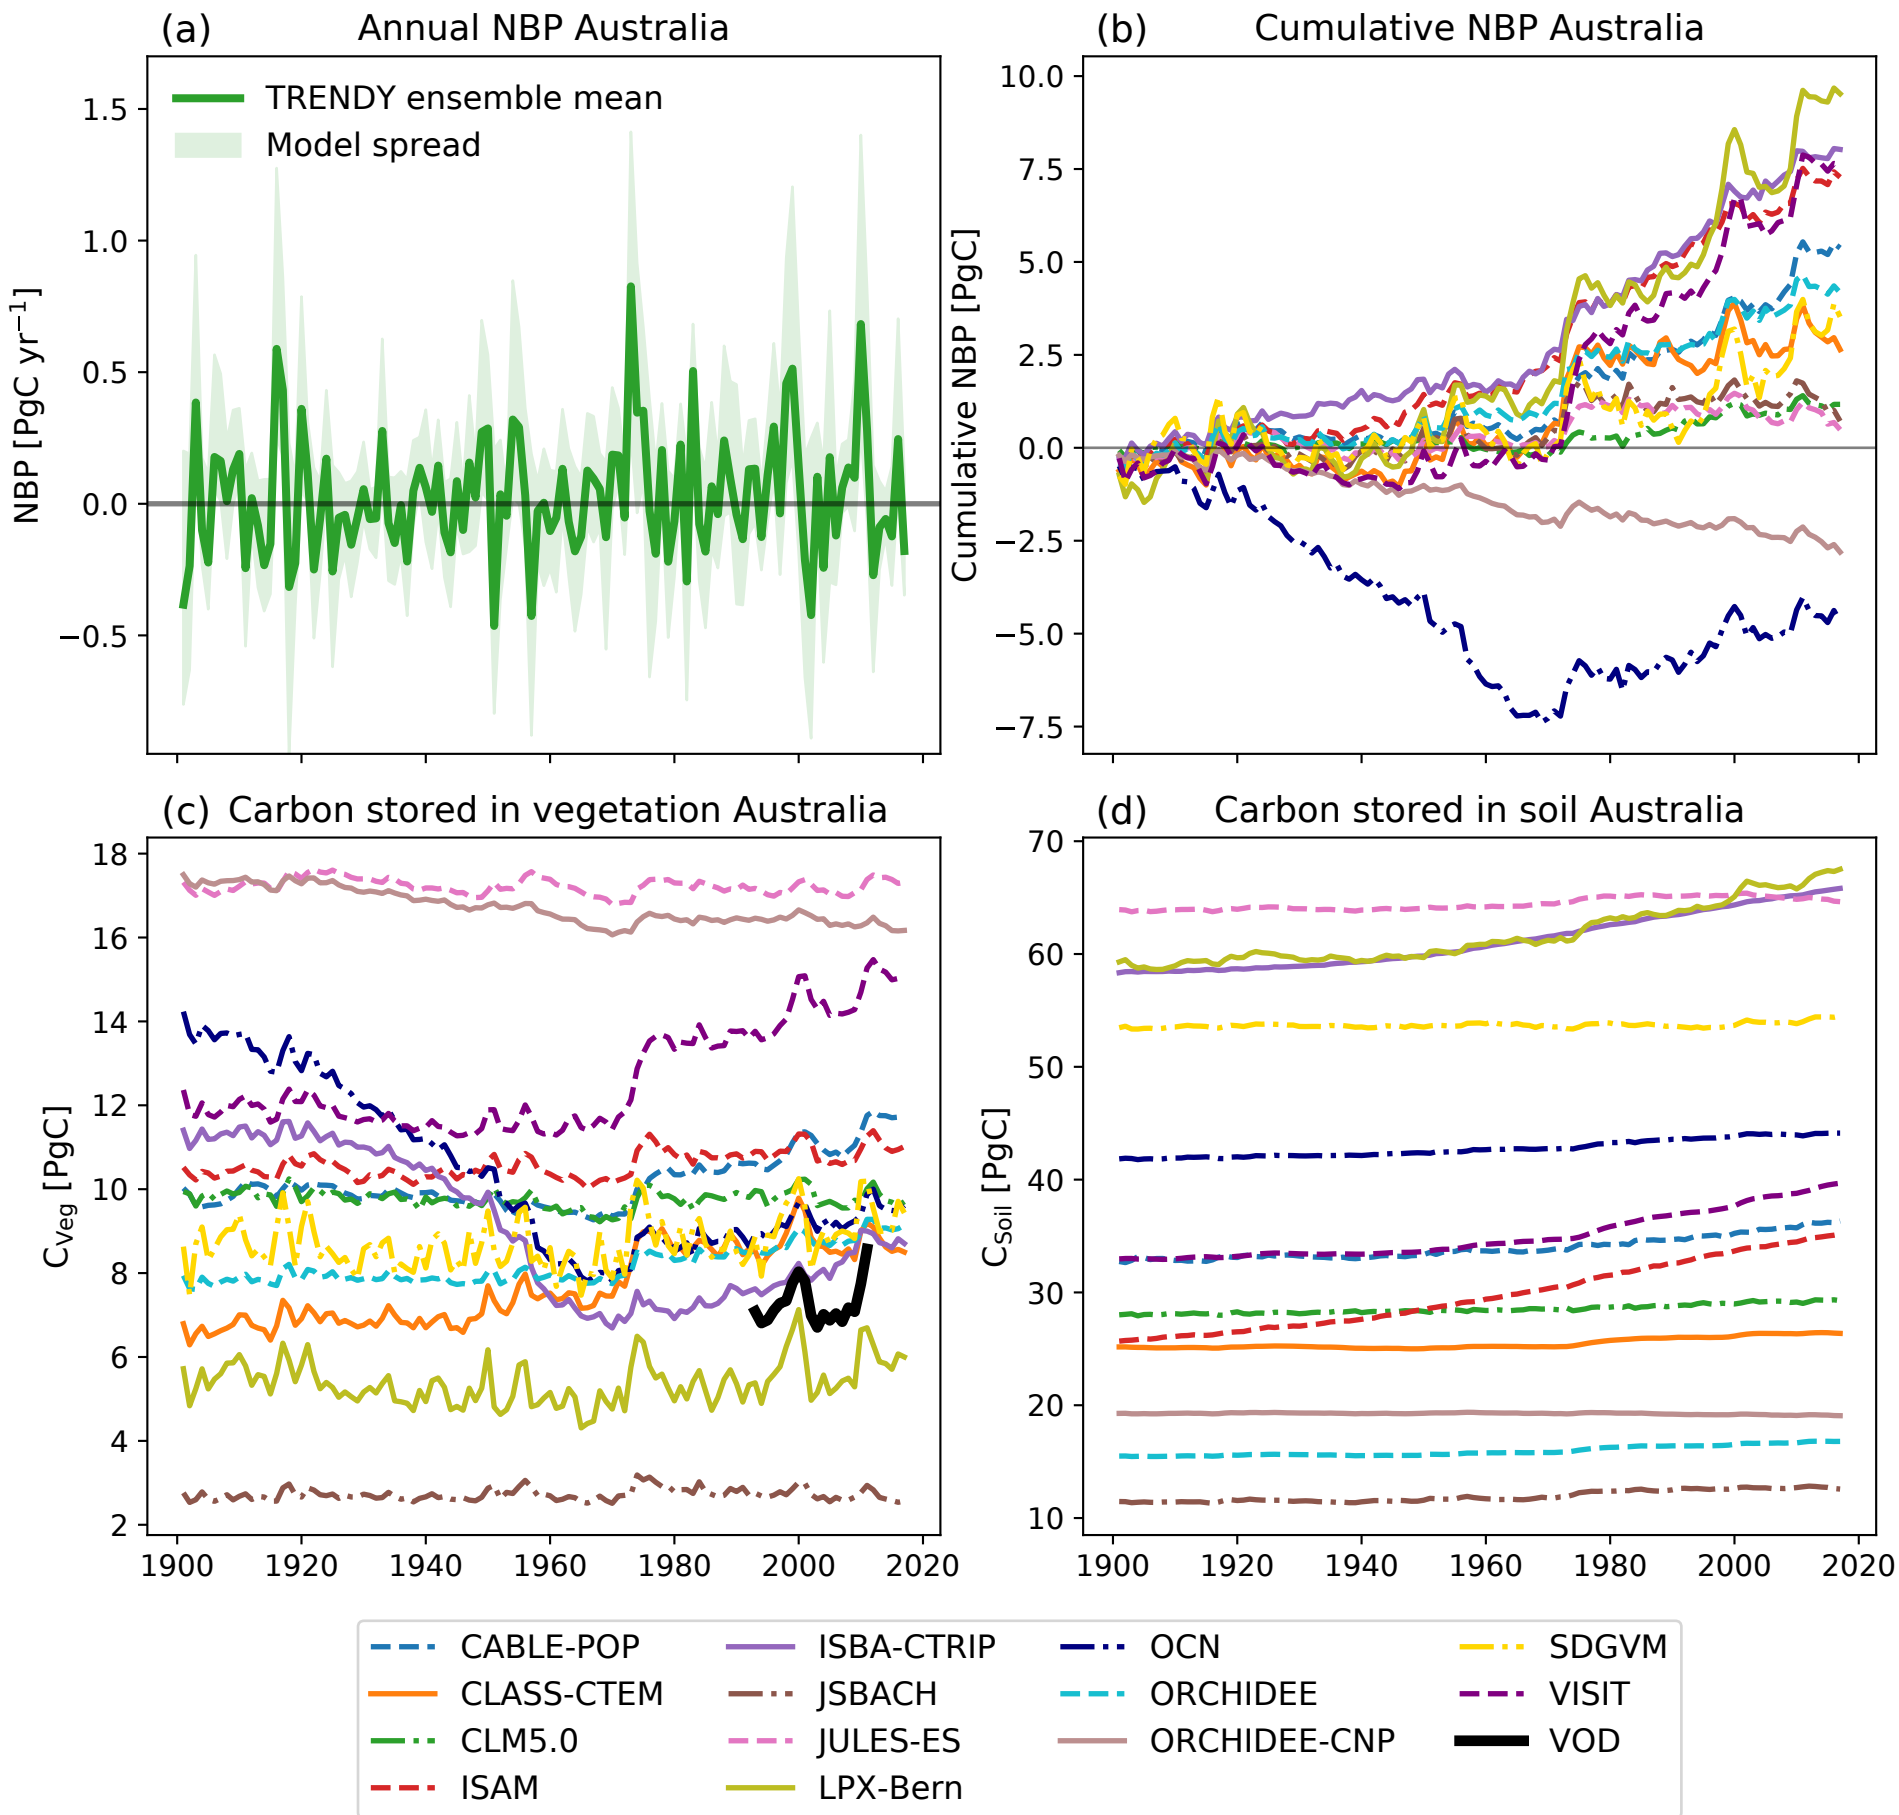 (a) Annual NBP Australia
NBP [PgC yr⁻¹]
1.5
1.0
0.5
0.0
−0.5
TRENDY ensemble mean
Model spread
(b) Cumulative NBP Australia
Cumulative NBP [PgC]
10.0
7.5
5.0
2.5
0.0
−2.5
−5.0
−7.5
(c) Carbon stored in vegetation Australia
CVeg [PgC]
18
16
14
12
10
8
6
4
2
1900 1920 1940 1960 1980 2000 2020
(d) Carbon stored in soil Australia
CSoil [PgC]
70
60
50
40
30
20
10
1900 1920 1940 1960 1980 2000 2020
CABLE-POP
CLASS-CTEM
CLM5.0
ISAM
ISBA-CTRIP
JSBACH
JULES-ES
LPX-Bern
OCN
ORCHIDEE
ORCHIDEE-CNP
SDGVM
VISIT
VOD